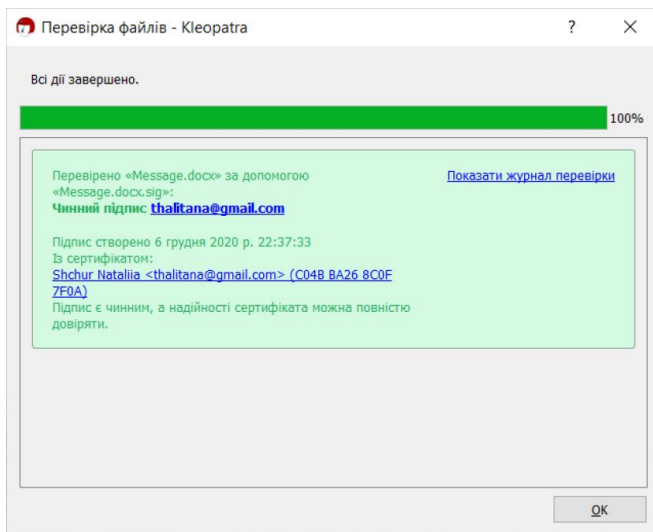 Перевірка файлів - Kleopatra
?
Всі дії завершено.
100%
Перевірено «Message.docx» за допомогою
«Message.docx.sig»:
Чинний підпис thalitana@gmail.com
Показати журнал перевірки
Підпис створено 6 грудня 2020 р. 22:37:33
Із сертифікатом:
Shchur Nataliia <thalitana@gmail.com> (C04B BA26 8C0F
7F0A)
Підпис є чинним, а надійності сертифіката можна повністю
довіряти.
OK